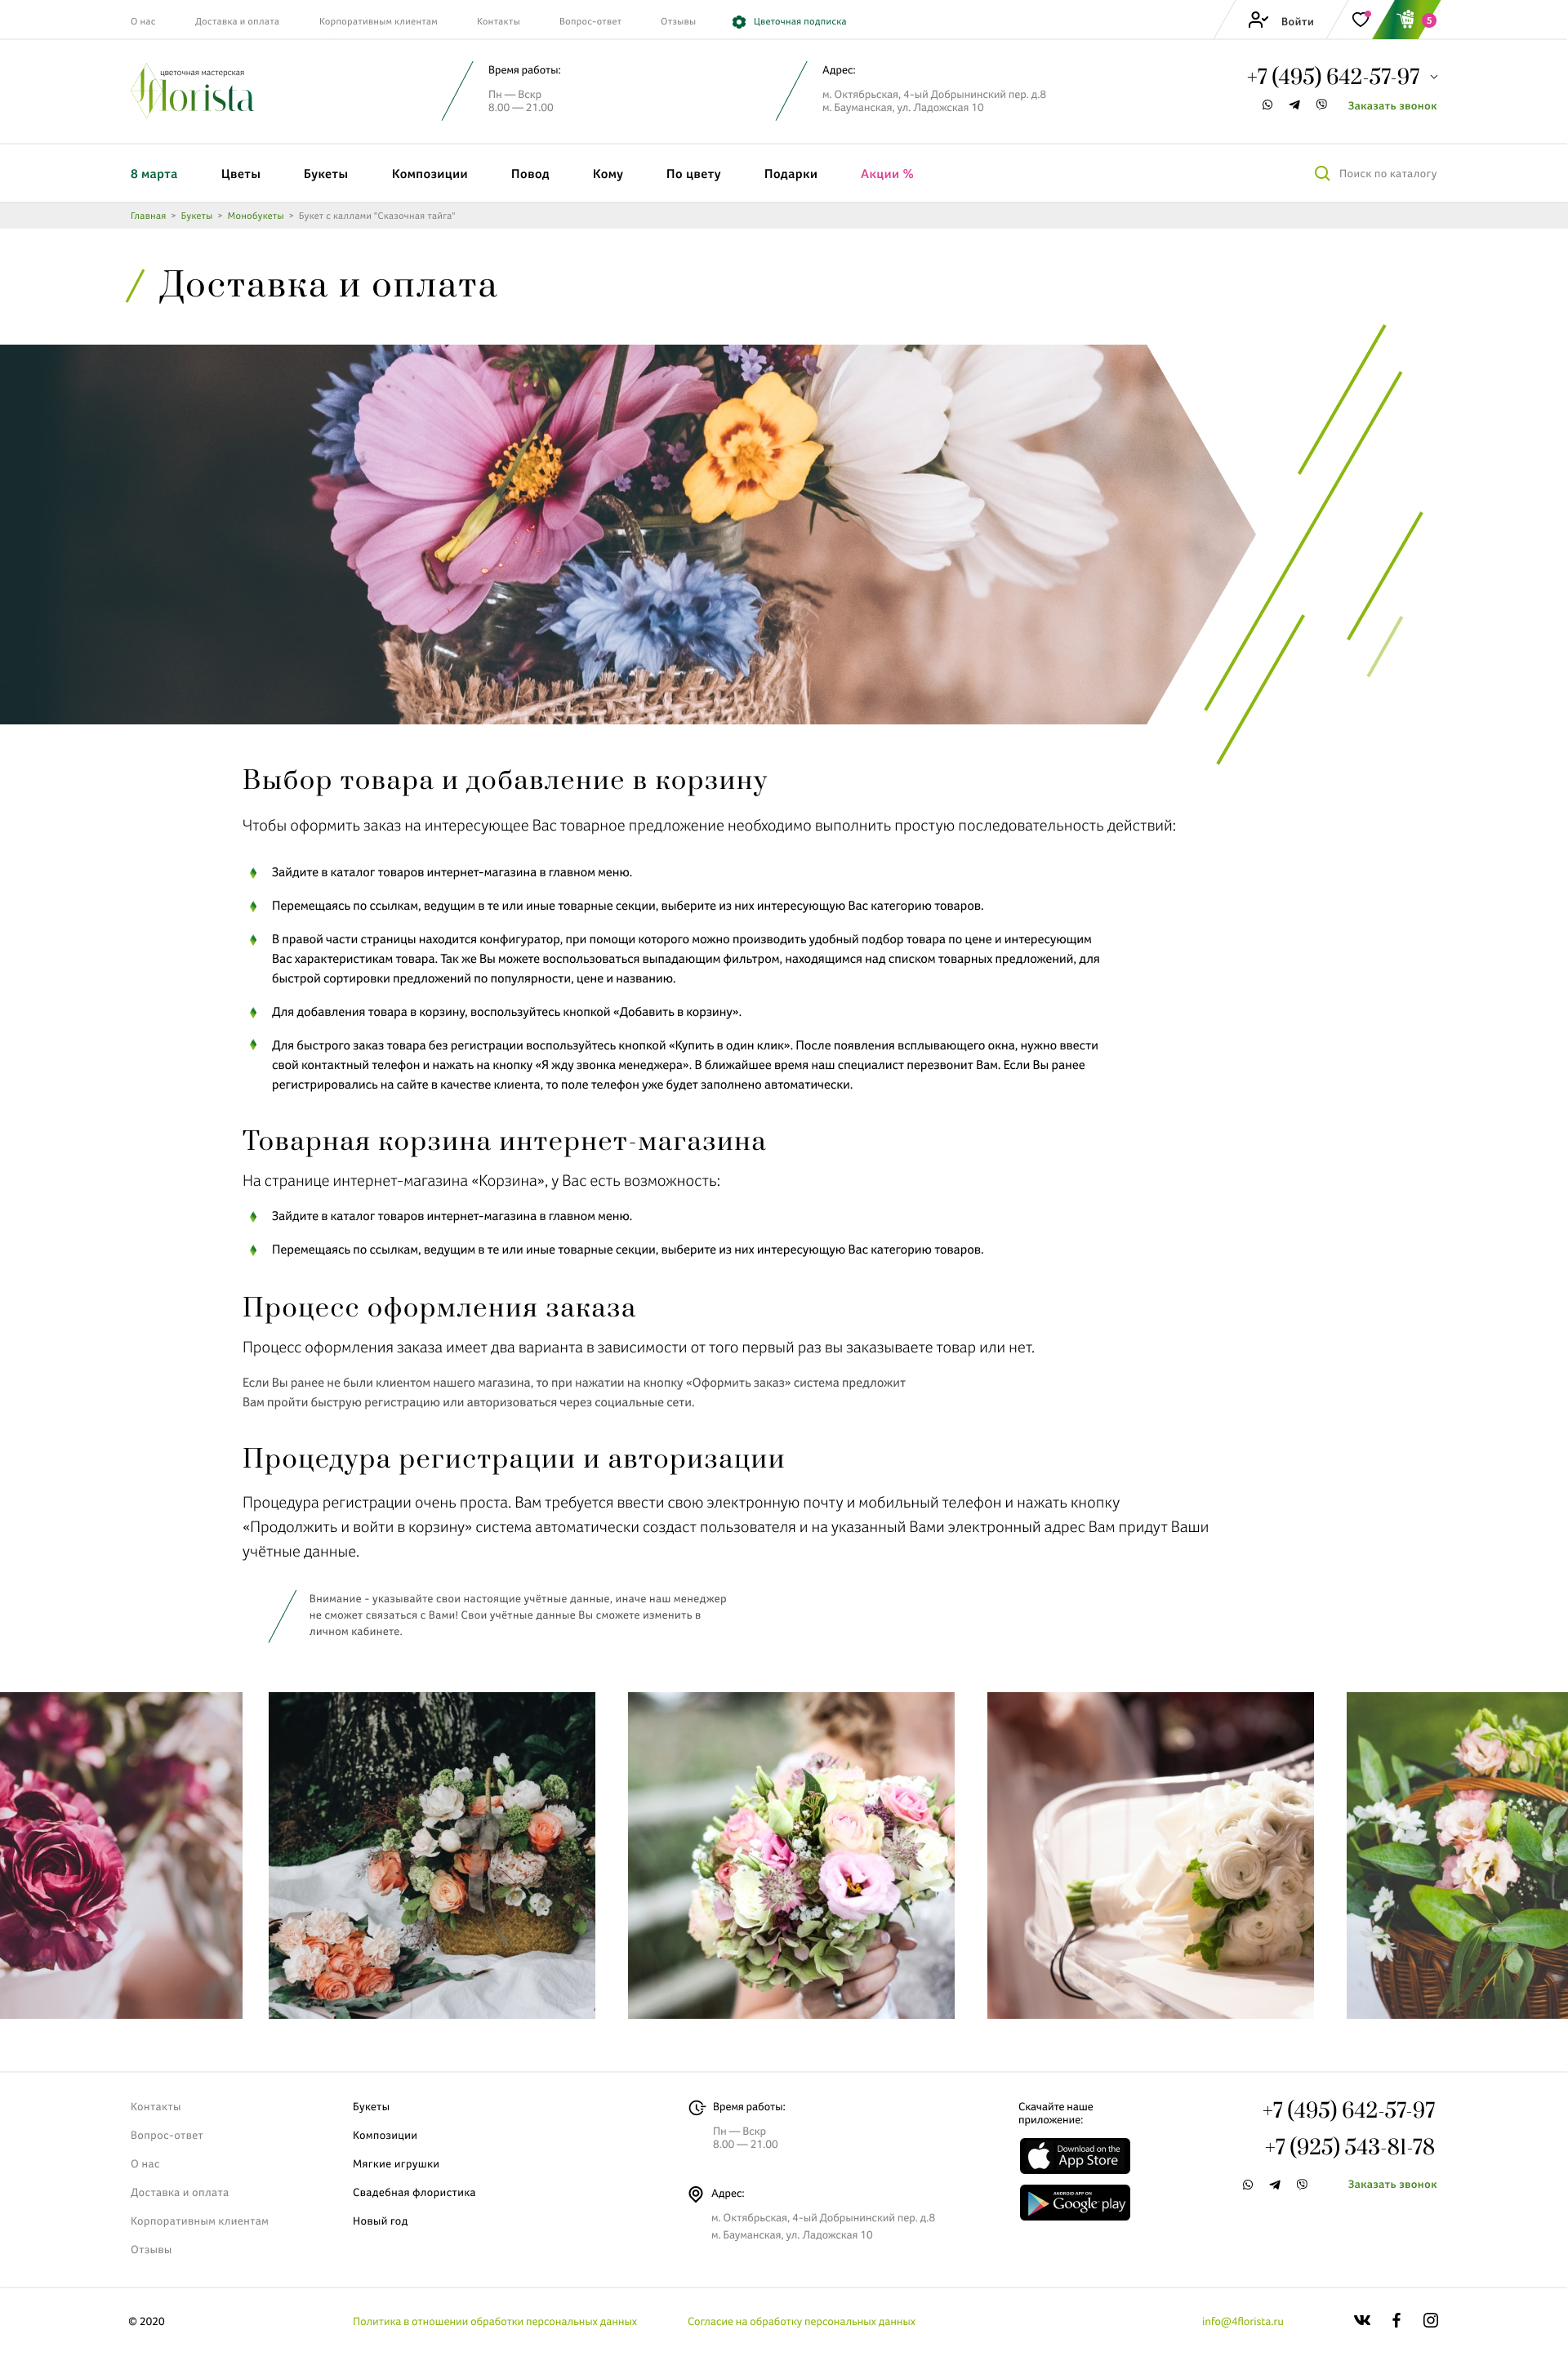 О нас Доставка и оплата Корпоративным клиентам Контакты Вопрос-ответ Отзывы Цветочная подписка Войти 5
цветочная мастерская
florista
Время работы:
Пн — Вскр
8.00 — 21.00
Адрес:
м. Октябрьская, 4-ый Добрынинский пер. д.8
м. Бауманская, ул. Ладожская 10
+7 (495) 642-57-97
Заказать звонок
8 марта Цветы Букеты Композиции Повод Кому По цвету Подарки Акции % Поиск по каталогу
Главная > Букеты > Монобукеты > Букет с каллами "Сказочная тайга"
Доставка и оплата
Выбор товара и добавление в корзину
Чтобы оформить заказ на интересующее Вас товарное предложение необходимо выполнить простую последовательность действий:
Зайдите в каталог товаров интернет-магазина в главном меню.
Перемещаясь по ссылкам, ведущим в те или иные товарные секции, выберите из них интересующую Вас категорию товаров.
В правой части страницы находится конфигуратор, при помощи которого можно производить удобный подбор товара по цене и интересующим
Вас характеристикам товара. Так же Вы можете воспользоваться выпадающим фильтром, находящимся над списком товарных предложений, для
быстрой сортировки предложений по популярности, цене и названию.
Для добавления товара в корзину, воспользуйтесь кнопкой «Добавить в корзину».
Для быстрого заказ товара без регистрации воспользуйтесь кнопкой «Купить в один клик». После появления всплывающего окна, нужно ввести
свой контактный телефон и нажать на кнопку «Я жду звонка менеджера». В ближайшее время наш специалист перезвонит Вам. Если Вы ранее
регистрировались на сайте в качестве клиента, то поле телефон уже будет заполнено автоматически.
Товарная корзина интернет-магазина
На странице интернет-магазина «Корзина», у Вас есть возможность:
Зайдите в каталог товаров интернет-магазина в главном меню.
Перемещаясь по ссылкам, ведущим в те или иные товарные секции, выберите из них интересующую Вас категорию товаров.
Процесс оформления заказа
Процесс оформления заказа имеет два варианта в зависимости от того первый раз вы заказываете товар или нет.
Если Вы ранее не были клиентом нашего магазина, то при нажатии на кнопку «Оформить заказ» система предложит
Вам пройти быструю регистрацию или авторизоваться через социальные сети.
Процедура регистрации и авторизации
Процедура регистрации очень проста. Вам требуется ввести свою электронную почту и мобильный телефон и нажать кнопку
«Продолжить и войти в корзину» система автоматически создаст пользователя и на указанный Вами электронный адрес Вам придут Ваши
учётные данные.
Внимание - указывайте свои настоящие учётные данные, иначе наш менеджер
не сможет связаться с Вами! Свои учётные данные Вы сможете изменить в
личном кабинете.
Контакты
Вопрос-ответ
О нас
Доставка и оплата
Корпоративным клиентам
Отзывы
Букеты
Композиции
Мягкие игрушки
Свадебная флористика
Новый год
Время работы:
Пн — Вскр
8.00 — 21.00
Адрес:
м. Октябрьская, 4-ый Добрынинский пер. д.8
м. Бауманская, ул. Ладожская 10
Скачайте наше
приложение:
Download on the
App Store
ANDROID APP ON
Google play
+7 (495) 642-57-97
+7 (925) 543-81-78
Заказать звонок
© 2020 Политика в отношении обработки персональных данных Согласие на обработку персональных данных info@4florista.ru